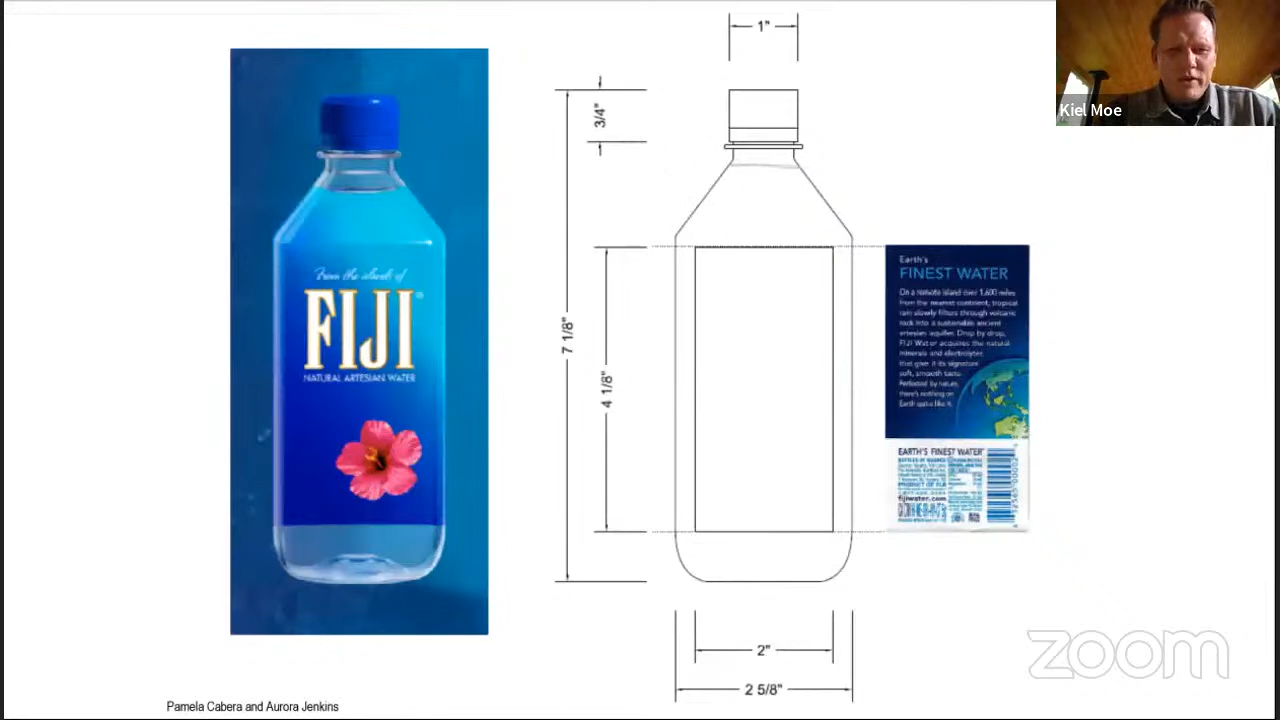 1"
Kiel Moe
3/4"
From the islands of
FIJI®
NATURAL ARTESIAN WATER
7 1/8"
4 1/8"
Earth's
FINEST WATER
On a remote island over 1,600 miles
from the nearest continent, tropical
rain slowly filters through volcanic
rock into a sustainable ancient
artesian aquifer. Drop by drop,
FIJI Water acquires the natural
minerals and electrolytes
that give it its signature
soft, smooth taste.
Perfected by nature,
there's nothing on
Earth quite like it.
EARTH'S FINEST WATER®
PRODUCT OF FIJI
fijiwater.com
2"
2 5/8"
zoom
Pamela Cabera and Aurora Jenkins